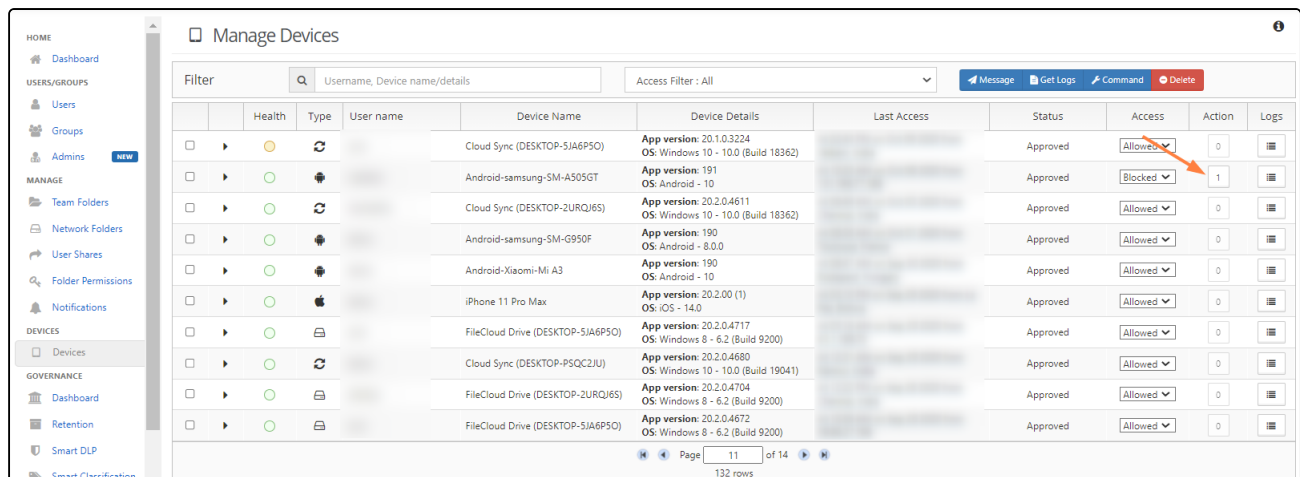 HOME
Dashboard
USERS/GROUPS
Users
Groups
Admins NEW
MANAGE
Team Folders
Network Folders
User Shares
Folder Permissions
Notifications
DEVICES
Devices
GOVERNANCE
Dashboard
Retention
Smart DLP
Smart Classification
Manage Devices
Filter Username, Device name/details Access Filter : All Message Get Logs Command Delete
Health Type User name Device Name Device Details Last Access Status Access Action Logs
Cloud Sync (DESKTOP-5JA6P5O) App version: 20.1.0.3224 Approved Allowed 0
OS: Windows 10 - 10.0 (Build 18362)
Android-samsung-SM-A505GT App version: 191 Approved Blocked 1
OS: Android - 10
Cloud Sync (DESKTOP-2URQJ6S) App version: 20.2.0.4611 Approved Allowed 0
OS: Windows 10 - 10.0 (Build 18362)
Android-samsung-SM-G950F App version: 190 Approved Allowed 0
OS: Android - 8.0.0
Android-Xiaomi-Mi A3 App version: 190 Approved Allowed 0
OS: Android - 10
iPhone 11 Pro Max App version: 20.2.00 (1) Approved Allowed 0
OS: iOS - 14.0
FileCloud Drive (DESKTOP-5JA6P5O) App version: 20.2.0.4717 Approved Allowed 0
OS: Windows 8 - 6.2 (Build 9200)
Cloud Sync (DESKTOP-PSQC2JU) App version: 20.2.0.4680 Approved Allowed 0
OS: Windows 10 - 10.0 (Build 19041)
FileCloud Drive (DESKTOP-2URQJ6S) App version: 20.2.0.4704 Approved Allowed 0
OS: Windows 8 - 6.2 (Build 9200)
FileCloud Drive (DESKTOP-5JA6P5O) App version: 20.2.0.4672 Approved Allowed 0
OS: Windows 8 - 6.2 (Build 9200)
Page 11 of 14
132 rows